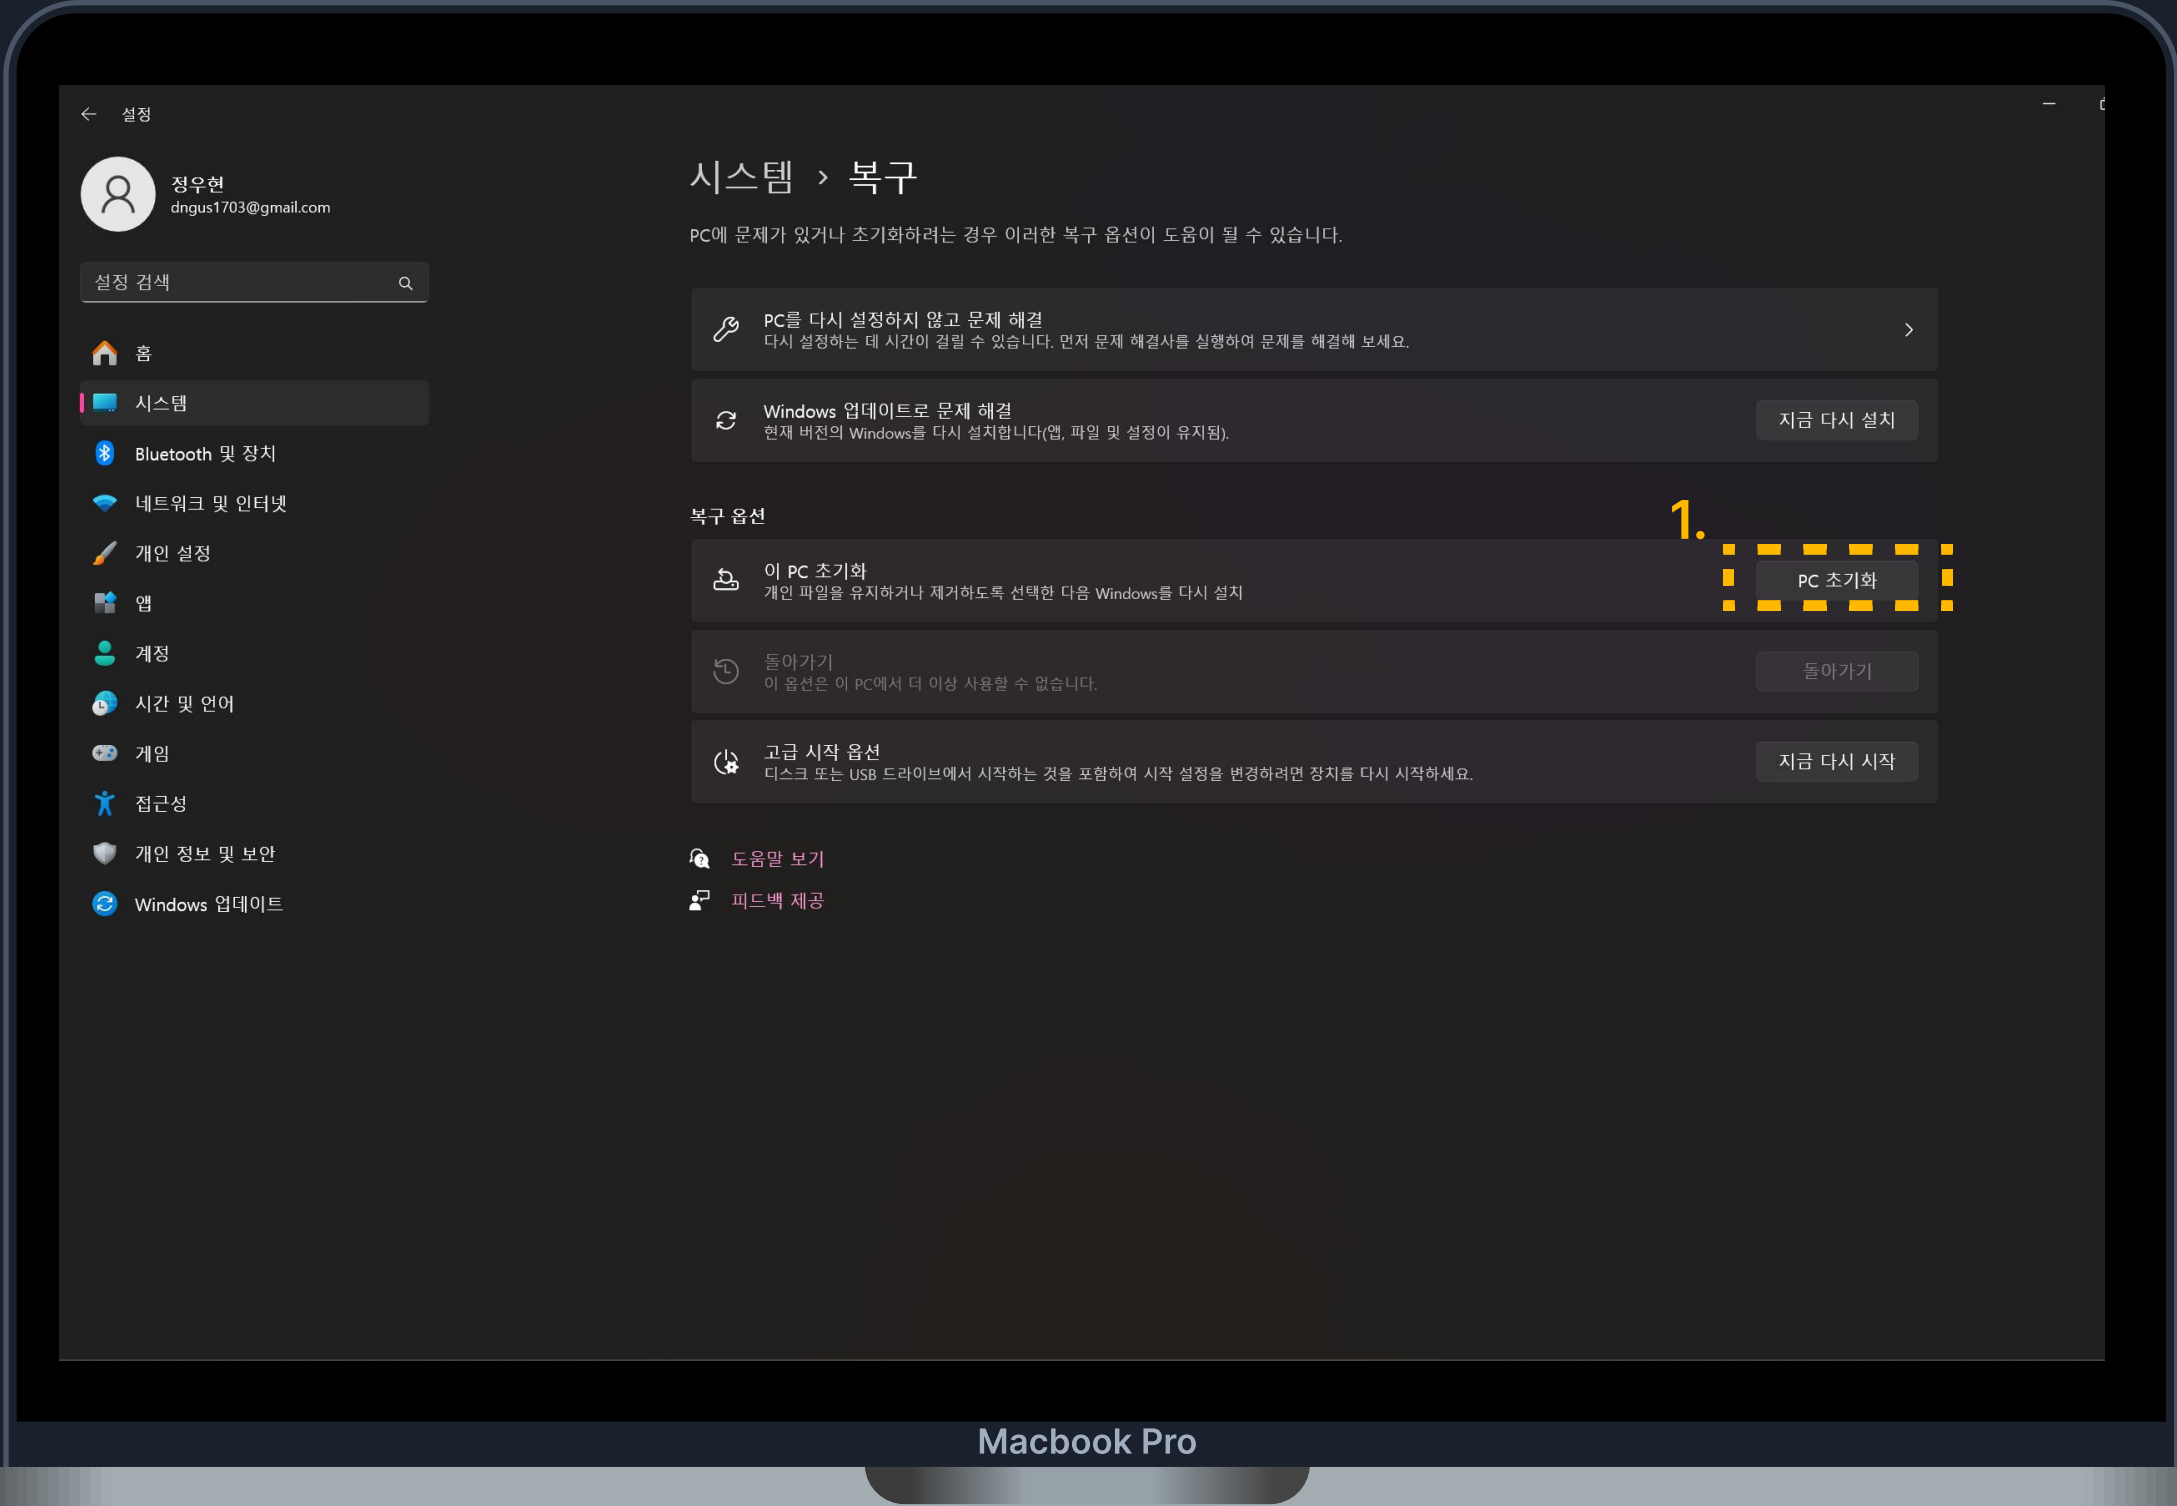 설정
정우현
dngus1703@gmail.com
설정 검색
홈
시스템
Bluetooth 및 장치
네트워크 및 인터넷
개인 설정
앱
계정
시간 및 언어
게임
접근성
개인 정보 및 보안
Windows 업데이트
시스템 › 복구
PC에 문제가 있거나 초기화하려는 경우 이러한 복구 옵션이 도움이 될 수 있습니다.
PC를 다시 설정하지 않고 문제 해결
다시 설정하는 데 시간이 걸릴 수 있습니다. 먼저 문제 해결사를 실행하여 문제를 해결해 보세요.
Windows 업데이트로 문제 해결
현재 버전의 Windows를 다시 설치합니다(앱, 파일 및 설정이 유지됨).
지금 다시 설치
복구 옵션
1.
이 PC 초기화
개인 파일을 유지하거나 제거하도록 선택한 다음 Windows를 다시 설치
PC 초기화
돌아가기
이 옵션은 이 PC에서 더 이상 사용할 수 없습니다.
돌아가기
고급 시작 옵션
디스크 또는 USB 드라이브에서 시작하는 것을 포함하여 시작 설정을 변경하려면 장치를 다시 시작하세요.
지금 다시 시작
도움말 보기
피드백 제공
Macbook Pro